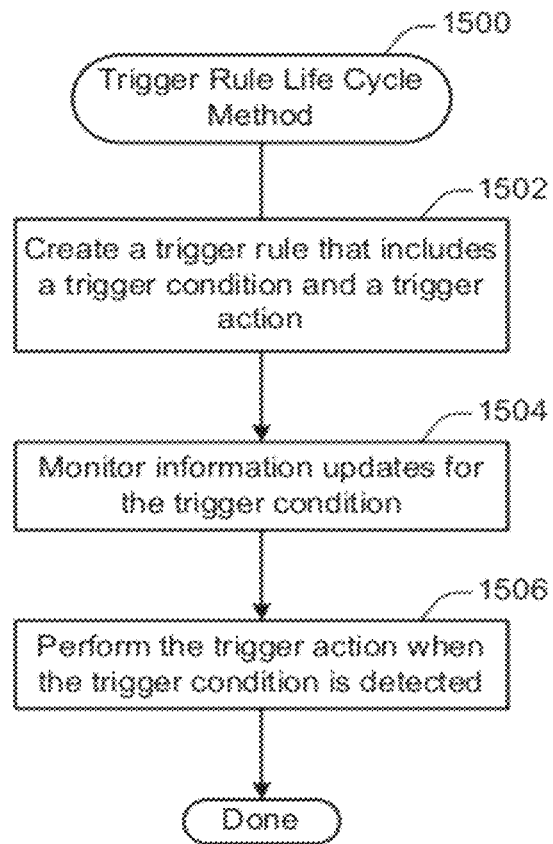 1500
Trigger Rule Life Cycle
Method
1502
Create a trigger rule that includes
a trigger condition and a trigger
action
1504
Monitor information updates for
the trigger condition
1506
Perform the trigger action when
the trigger condition is detected
Done